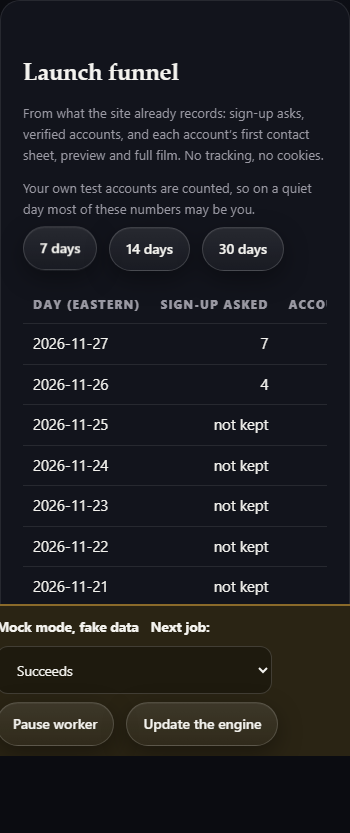 Launch funnel
From what the site already records: sign-up asks,
verified accounts, and each account's first contact
sheet, preview and full film. No tracking, no cookies.
Your own test accounts are counted, so on a quiet
day most of these numbers may be you.
7 days 14 days 30 days
DAY (EASTERN) SIGN-UP ASKED ACCOU
2026-11-27 7
2026-11-26 4
2026-11-25 not kept
2026-11-24 not kept
2026-11-23 not kept
2026-11-22 not kept
2026-11-21 not kept
Mock mode, fake data Next job:
Succeeds
Pause worker Update the engine